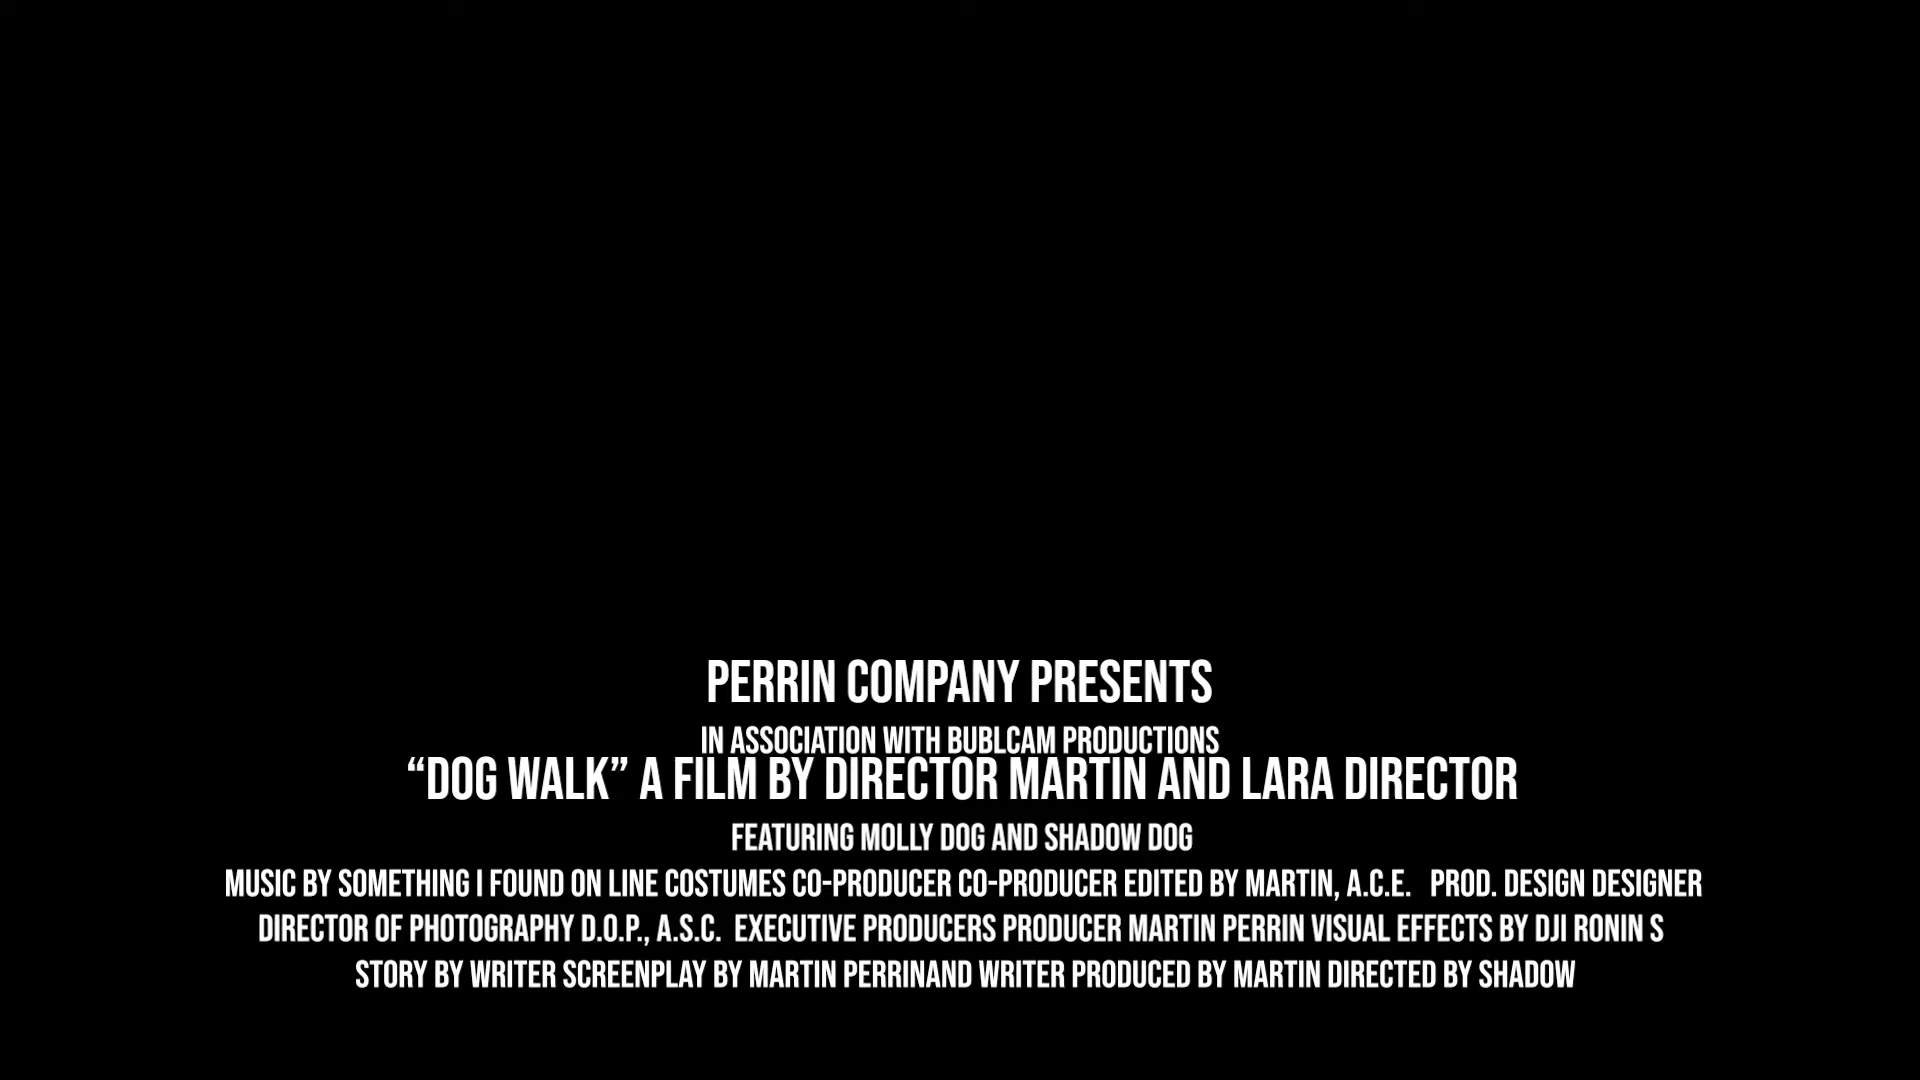 PERRIN COMPANY PRESENTS
IN ASSOCIATION WITH BUBLCAM PRODUCTIONS
“DOG WALK” A FILM BY DIRECTOR MARTIN AND LARA DIRECTOR
FEATURING MOLLY DOG AND SHADOW DOG
MUSIC BY SOMETHING I FOUND ON LINE COSTUMES CO-PRODUCER CO-PRODUCER EDITED BY MARTIN, A.C.E. PROD. DESIGN DESIGNER
DIRECTOR OF PHOTOGRAPHY D.O.P., A.S.C. EXECUTIVE PRODUCERS PRODUCER MARTIN PERRIN VISUAL EFFECTS BY DJI RONIN S
STORY BY WRITER SCREENPLAY BY MARTIN PERRINAND WRITER PRODUCED BY MARTIN DIRECTED BY SHADOW